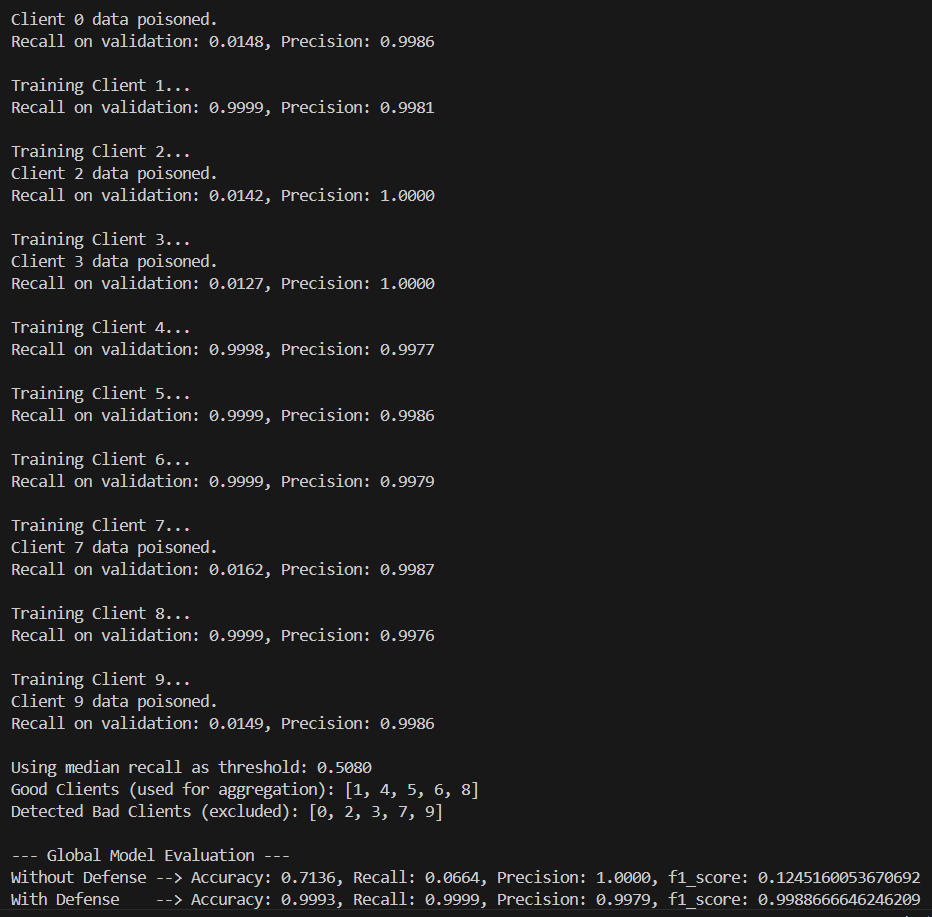 Client 0 data poisoned.
Recall on validation: 0.0148, Precision: 0.9986
Training Client 1...
Recall on validation: 0.9999, Precision: 0.9981
Training Client 2...
Client 2 data poisoned.
Recall on validation: 0.0142, Precision: 1.0000
Training Client 3...
Client 3 data poisoned.
Recall on validation: 0.0127, Precision: 1.0000
Training Client 4...
Recall on validation: 0.9998, Precision: 0.9977
Training Client 5...
Recall on validation: 0.9999, Precision: 0.9986
Training Client 6...
Recall on validation: 0.9999, Precision: 0.9979
Training Client 7...
Client 7 data poisoned.
Recall on validation: 0.0162, Precision: 0.9987
Training Client 8...
Recall on validation: 0.9999, Precision: 0.9976
Training Client 9...
Client 9 data poisoned.
Recall on validation: 0.0149, Precision: 0.9986
Using median recall as threshold: 0.5080
Good Clients (used for aggregation): [1, 4, 5, 6, 8]
Detected Bad Clients (excluded): [0, 2, 3, 7, 9]
--- Global Model Evaluation ---
Without Defense --> Accuracy: 0.7136, Recall: 0.0664, Precision: 1.0000, f1_score: 0.1245160053670692
With Defense    --> Accuracy: 0.9993, Recall: 0.9999, Precision: 0.9979, f1_score: 0.9988666646246209